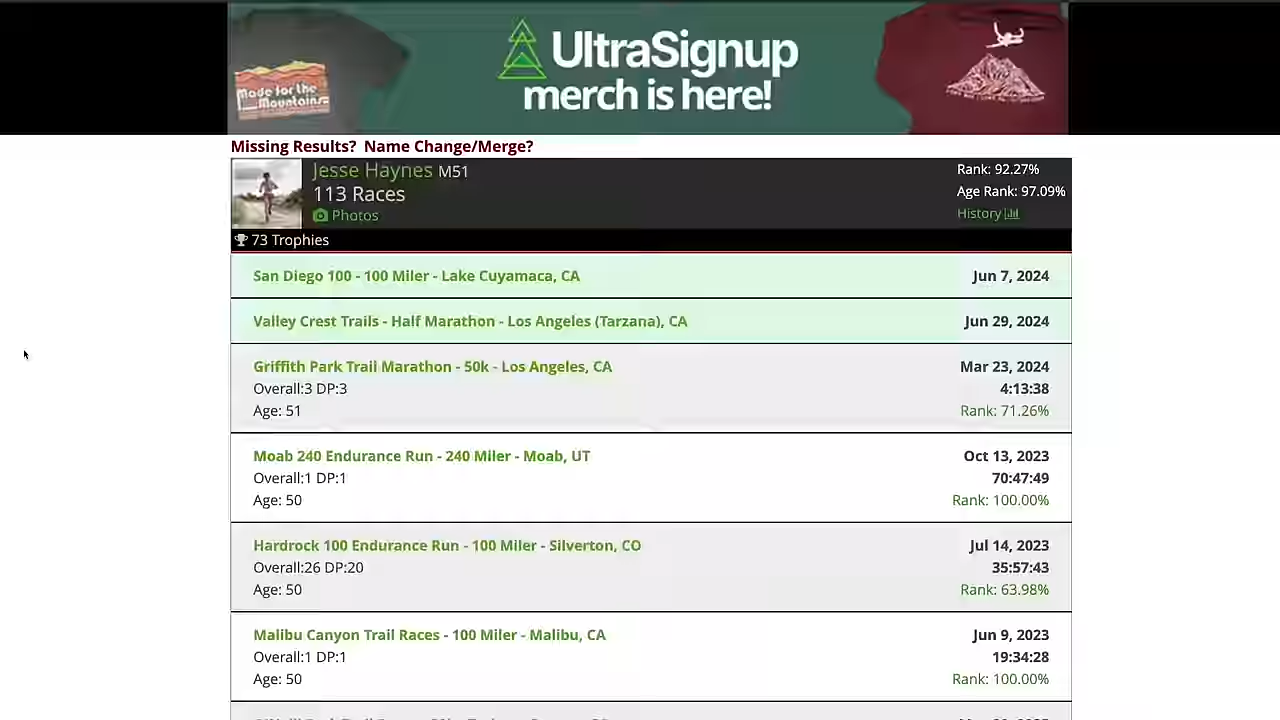 UltraSignup
merch is here!
Made for the
Mountains
Missing Results? Name Change/Merge?
Jesse Haynes M51
113 Races
Photos
Rank: 92.27%
Age Rank: 97.09%
History
73 Trophies
San Diego 100 - 100 Miler - Lake Cuyamaca, CA Jun 7, 2024
Valley Crest Trails - Half Marathon - Los Angeles (Tarzana), CA Jun 29, 2024
Griffith Park Trail Marathon - 50k - Los Angeles, CA Mar 23, 2024
Overall:3 DP:3 4:13:38
Age: 51 Rank: 71.26%
Moab 240 Endurance Run - 240 Miler - Moab, UT Oct 13, 2023
Overall:1 DP:1 70:47:49
Age: 50 Rank: 100.00%
Hardrock 100 Endurance Run - 100 Miler - Silverton, CO Jul 14, 2023
Overall:26 DP:20 35:57:43
Age: 50 Rank: 63.98%
Malibu Canyon Trail Races - 100 Miler - Malibu, CA Jun 9, 2023
Overall:1 DP:1 19:34:28
Age: 50 Rank: 100.00%